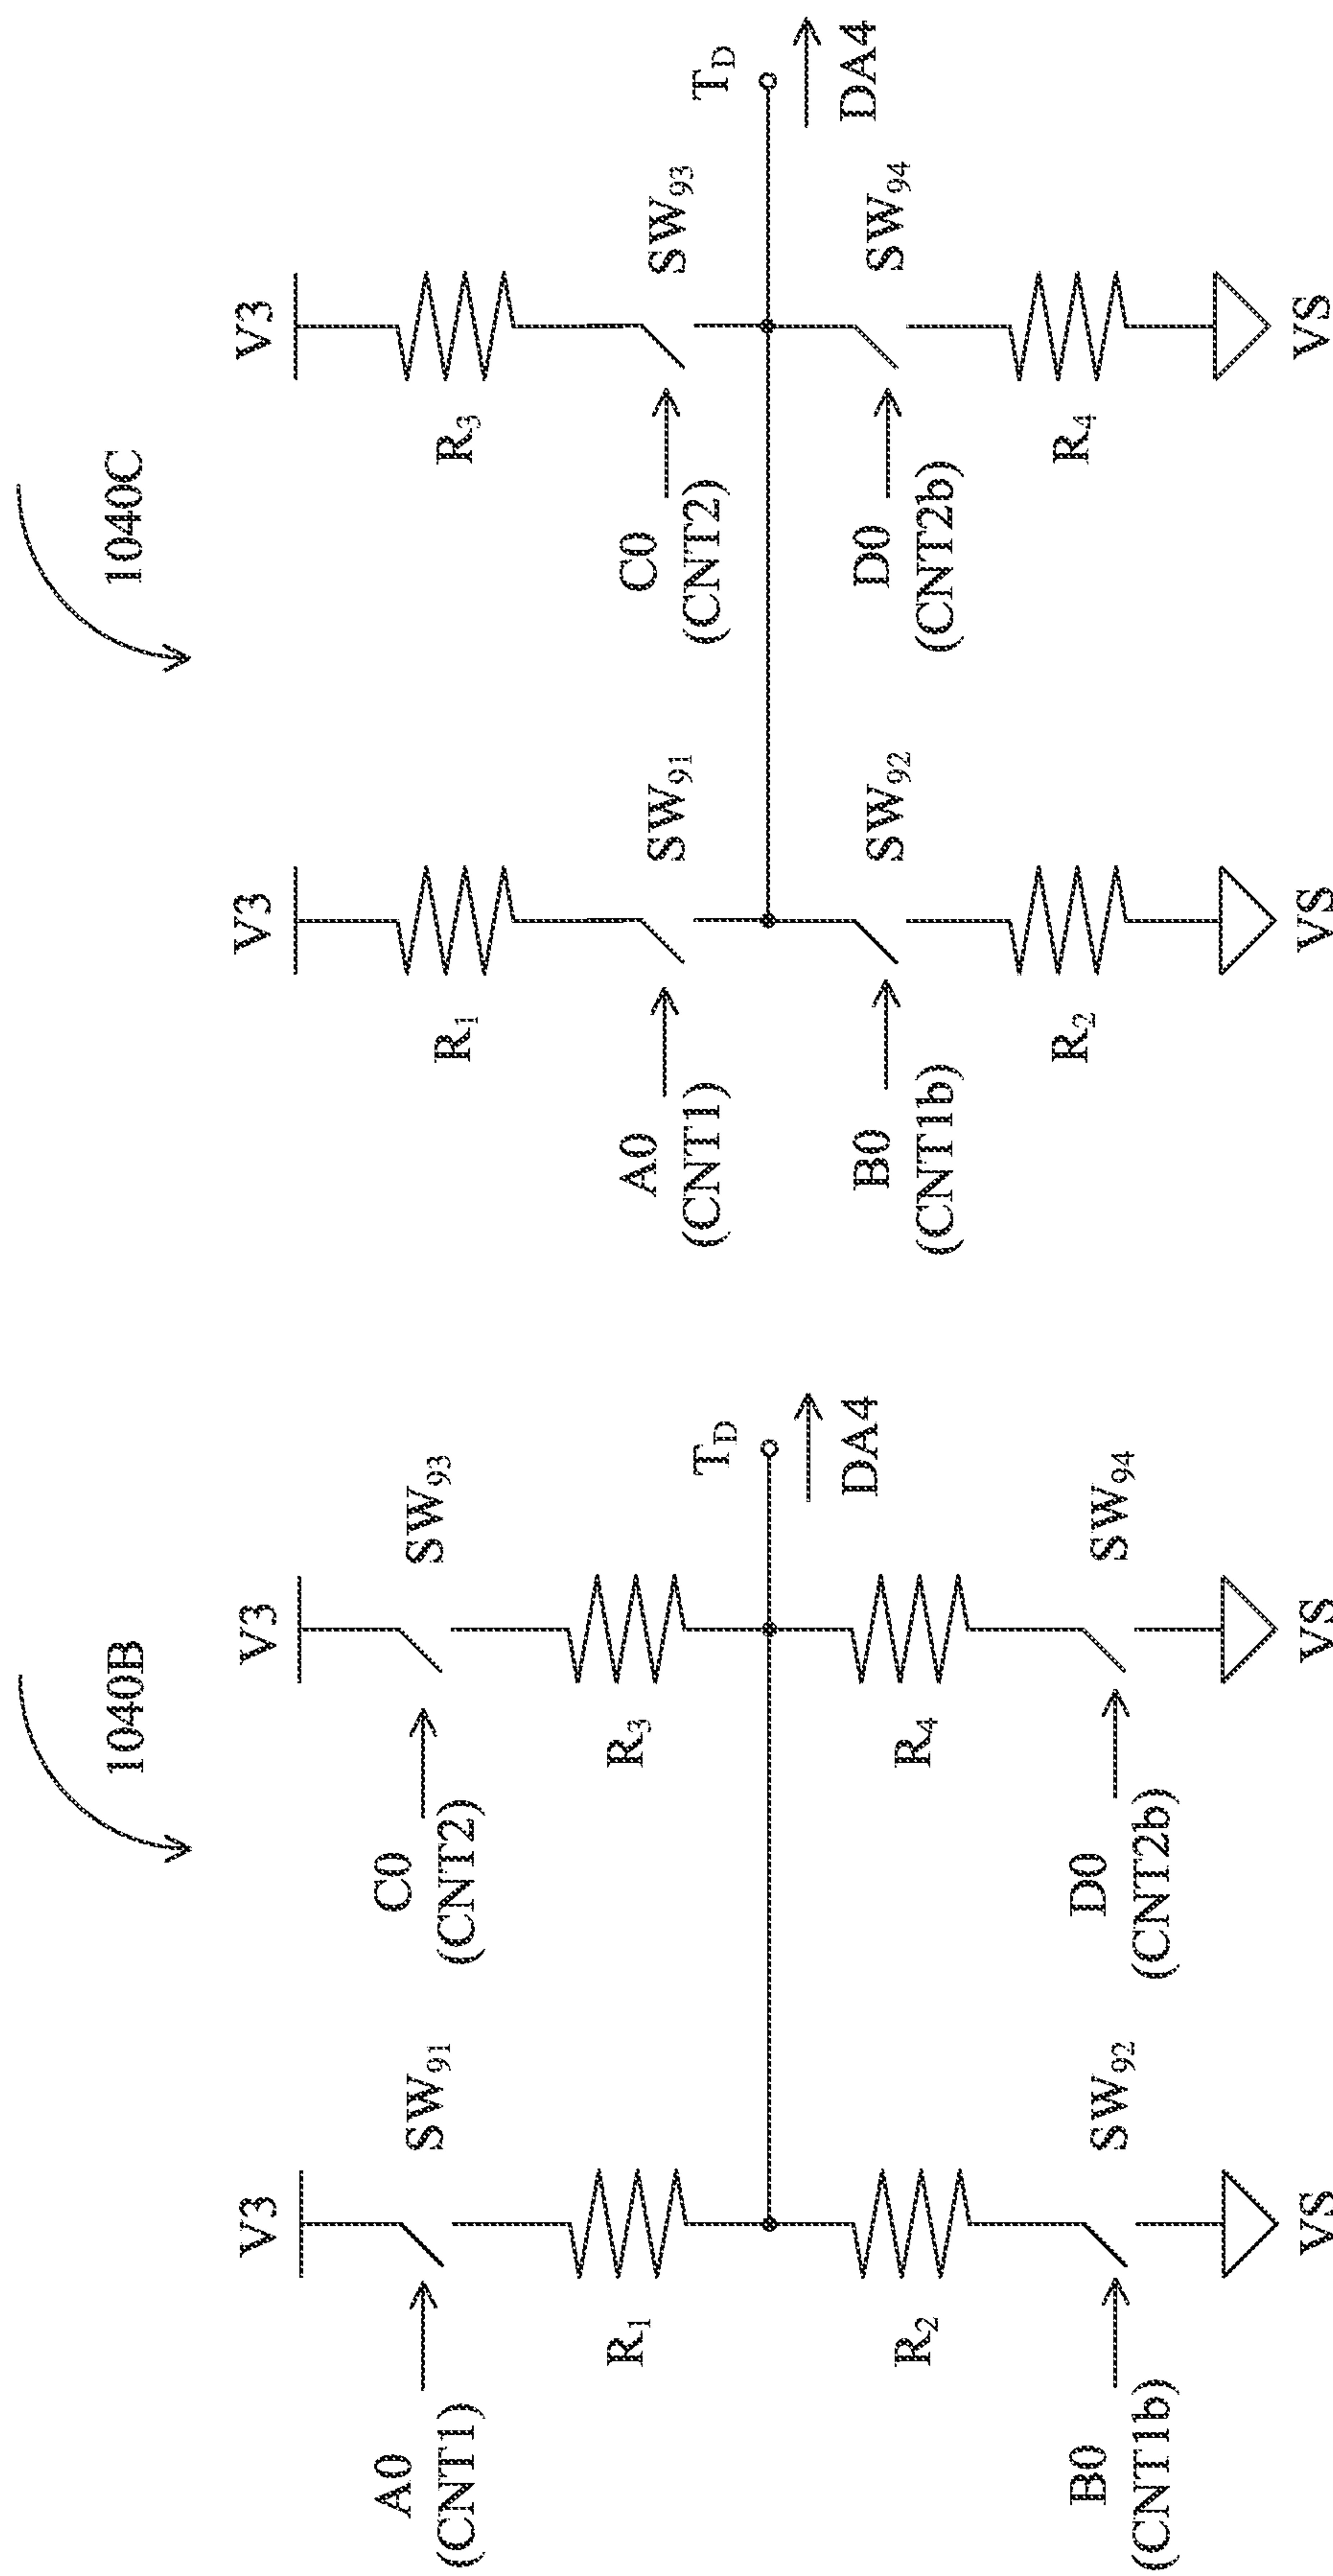 1040B
V3
V3
A0
(CNT1)
SW91
C0
(CNT2)
SW93
R1
R3
TD
DA4
R2
R4
B0
(CNT1b)
SW92
D0
(CNT2b)
SW94
VS
VS
1040C
V3
V3
R1
R3
A0
(CNT1)
SW91
C0
(CNT2)
SW93
TD
DA4
B0
(CNT1b)
SW92
D0
(CNT2b)
SW94
R2
R4
VS
VS